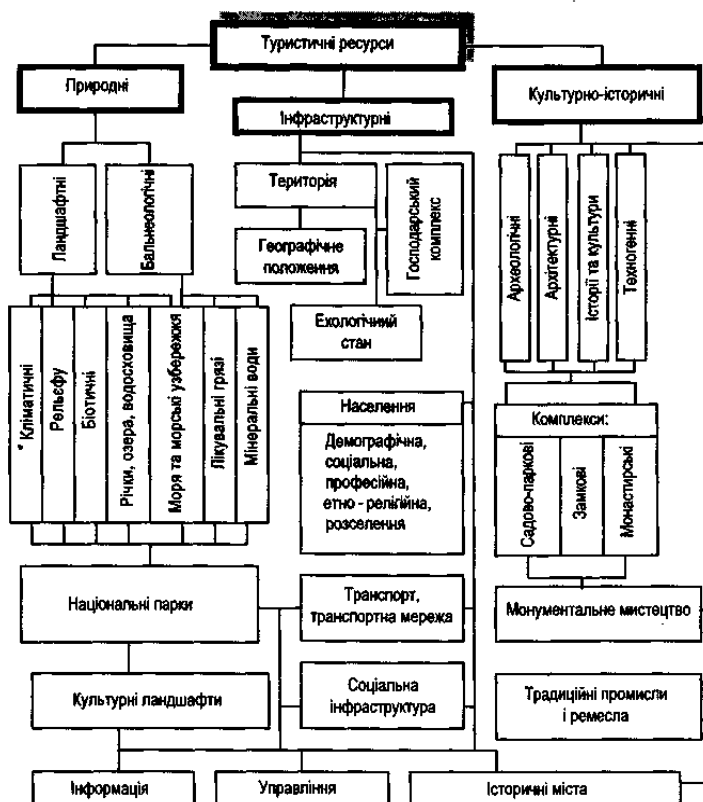 Туристичні ресурси
Природні
Інфраструктурні
Культурно-історичні
Ландшафтні
Бальнеологічні
Територія
Господарський
комплекс
Географічне
положення
Екологічний
стан
Археологічні
Архітектурні
Історії та культури
Техногенні
Кліматичні
Рельєфу
Біотичні
Річки, озера, водосховища
Моря та морські узбережжя
Лікувальні грязі
Мінеральні води
Населення
Демографічна,
соціальна,
професійна,
етно - релігійна,
розселення
Комплекси:
Садово-паркові
Замкові
Монастирські
Національні парки
Транспорт,
транспортна мережа
Монументальне мистецтво
Культурні ландшафти
Соціальна
інфраструктура
Традиційні промисли
і ремесла
Інформація
Управління
Історичні міста